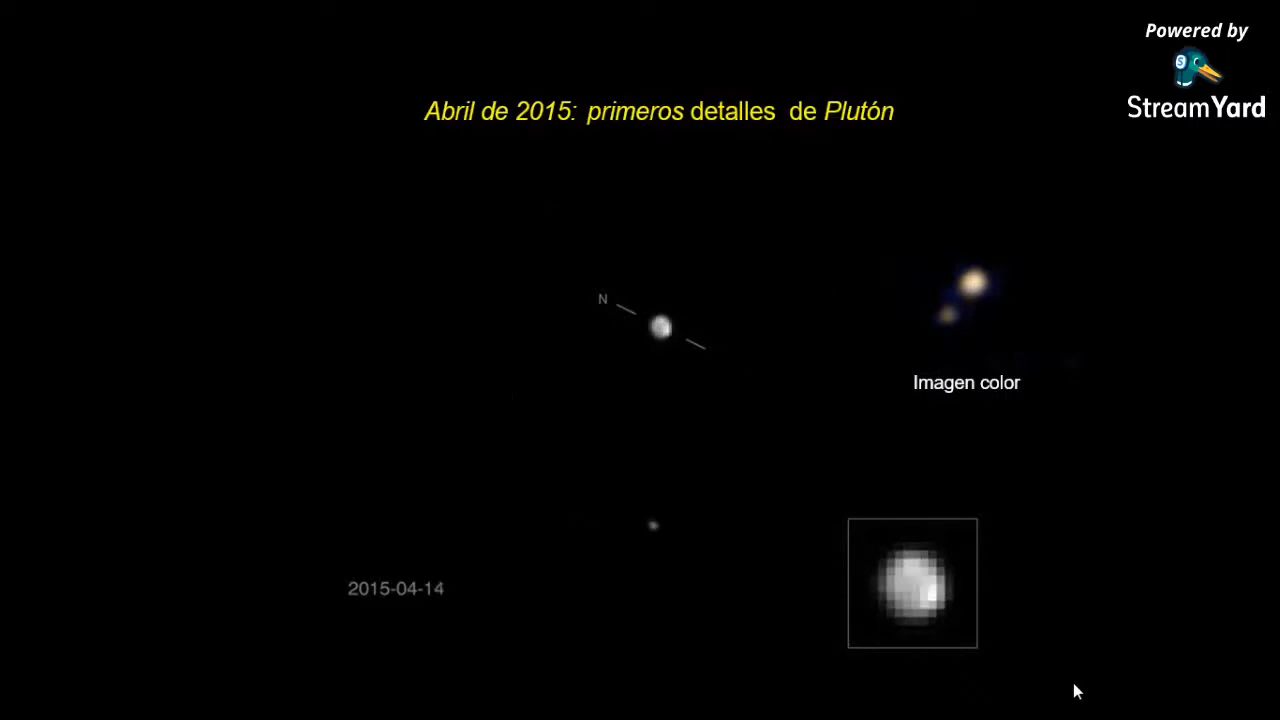 Powered by
StreamYard
Abril de 2015: primeros detalles de Plutón
N
Imagen color
2015-04-14